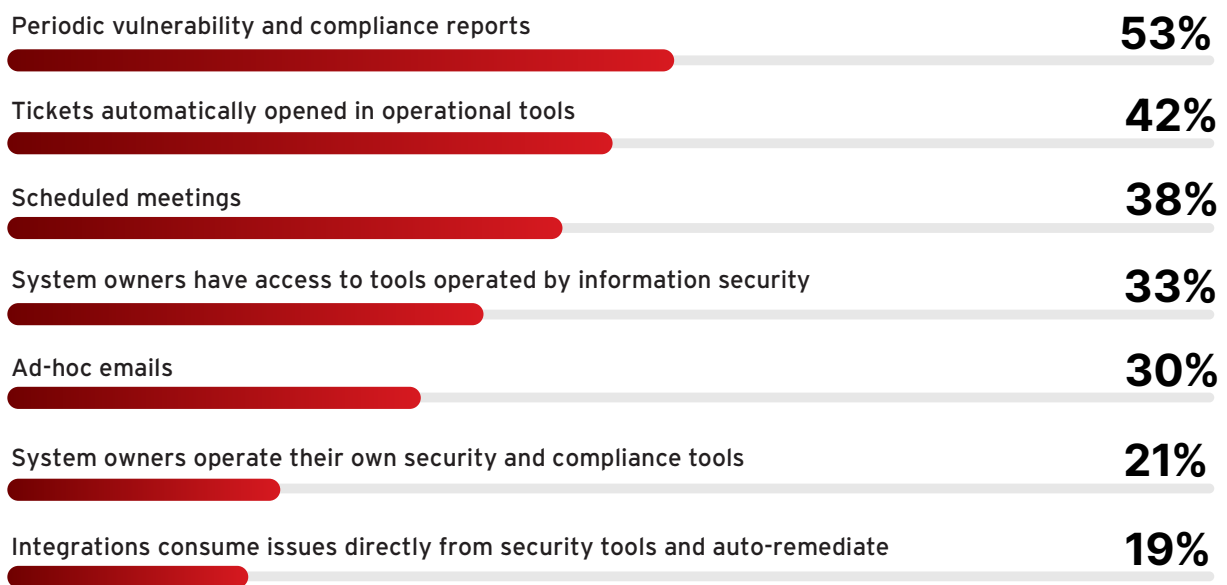 Periodic vulnerability and compliance reports
53%
Tickets automatically opened in operational tools
42%
Scheduled meetings
38%
System owners have access to tools operated by information security
33%
Ad-hoc emails
30%
System owners operate their own security and compliance tools
21%
Integrations consume issues directly from security tools and auto-remediate
19%